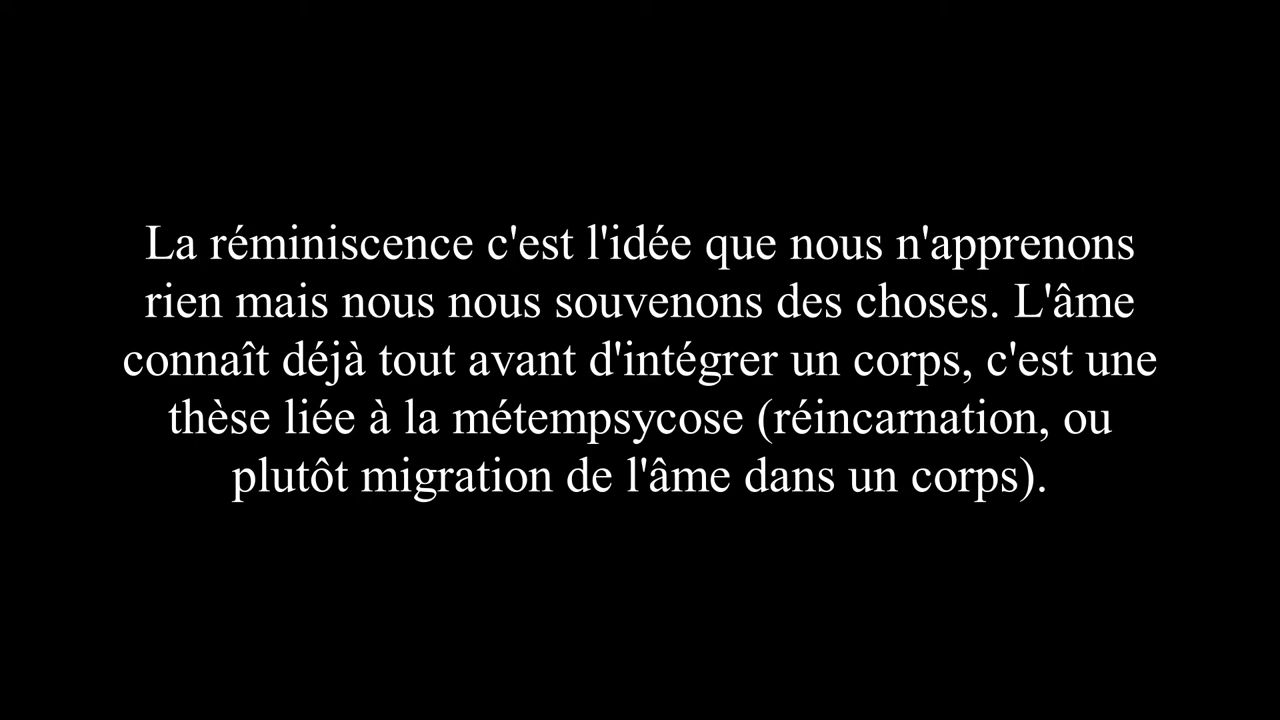 La réminiscence c'est l'idée que nous n'apprenons
rien mais nous nous souvenons des choses. L'âme
connaît déjà tout avant d'intégrer un corps, c'est une
thèse liée à la métempsycose (réincarnation, ou
plutôt migration de l'âme dans un corps).